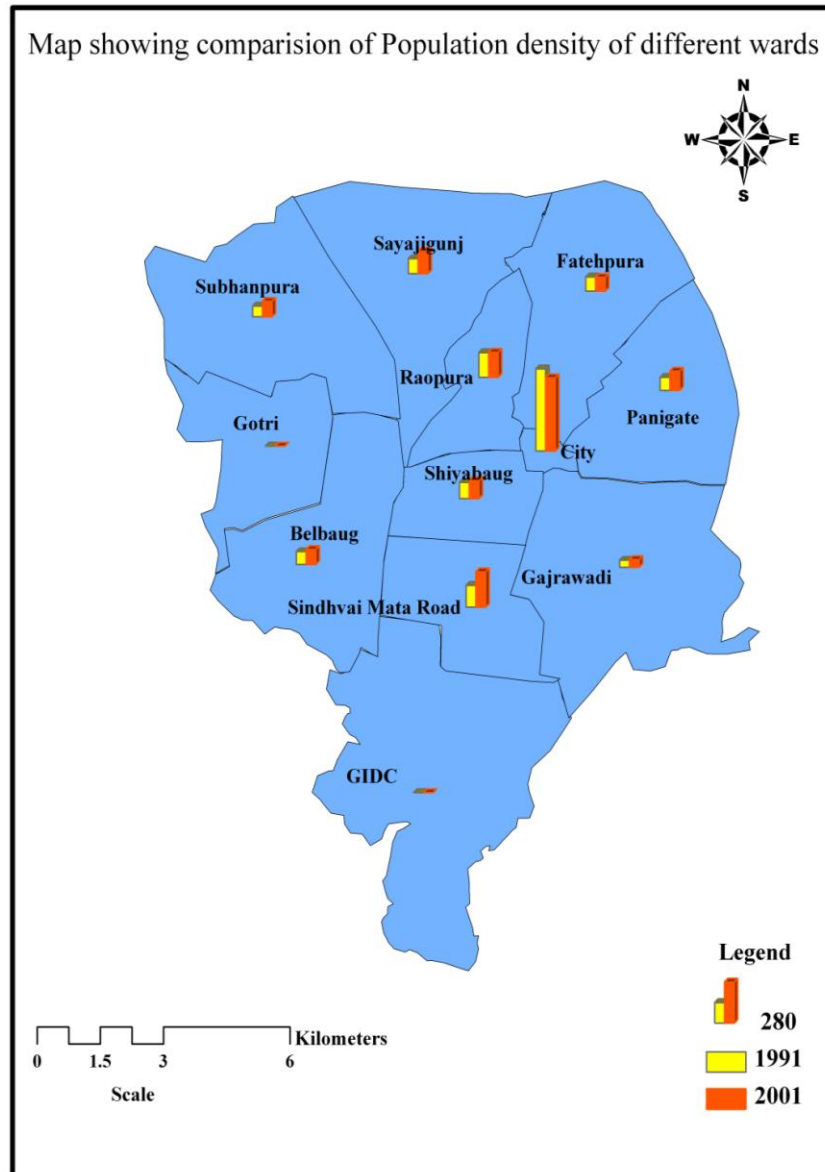 Map showing comparision of Population density of different wards
N
W E
S
Sayajigunj
Fatehpura
Subhanpura
Raopura
Panigate
Gotri
City
Shiyabaug
Belbaug
Gajrawadi
Sindhvai Mata Road
GIDC
Legend
280
1991
2001
Kilometers
0 1.5 3 6
Scale